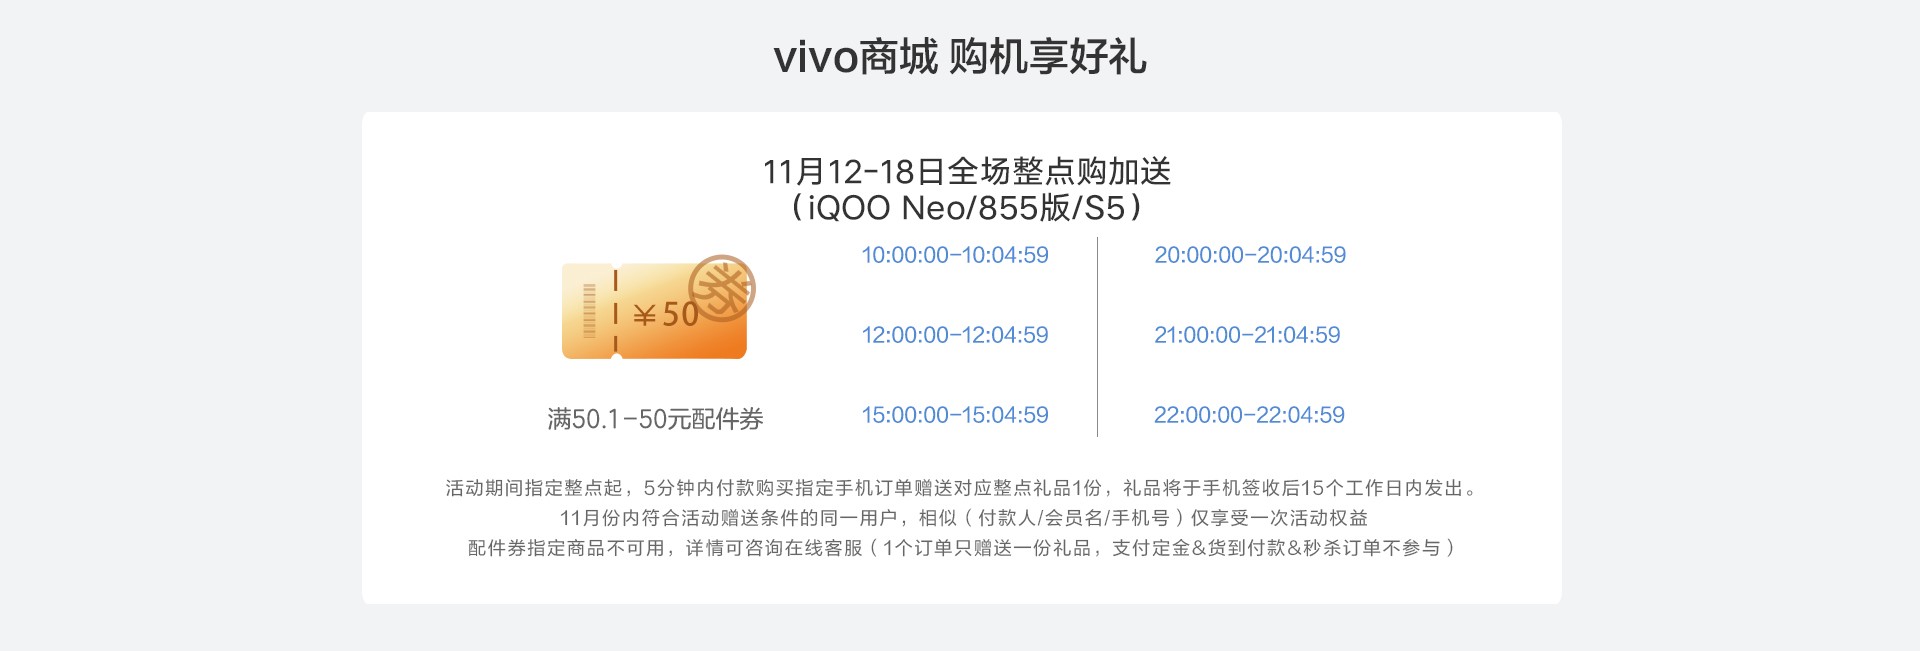 vivo商城 购机享好礼
11月12-18日全场整点购加送
（iQOO Neo/855版/S5）
¥50
券
满50.1-50元配件券
10:00:00-10:04:59
20:00:00-20:04:59
12:00:00-12:04:59
21:00:00-21:04:59
15:00:00-15:04:59
22:00:00-22:04:59
活动期间指定整点起，5分钟内付款购买指定手机订单赠送对应整点礼品1份，礼品将于手机签收后15个工作日内发出。
11月份内符合活动赠送条件的同一用户，相似（付款人/会员名/手机号）仅享受一次活动权益
配件券指定商品不可用，详情可咨询在线客服（1个订单只赠送一份礼品，支付定金&货到付款&秒杀订单不参与）